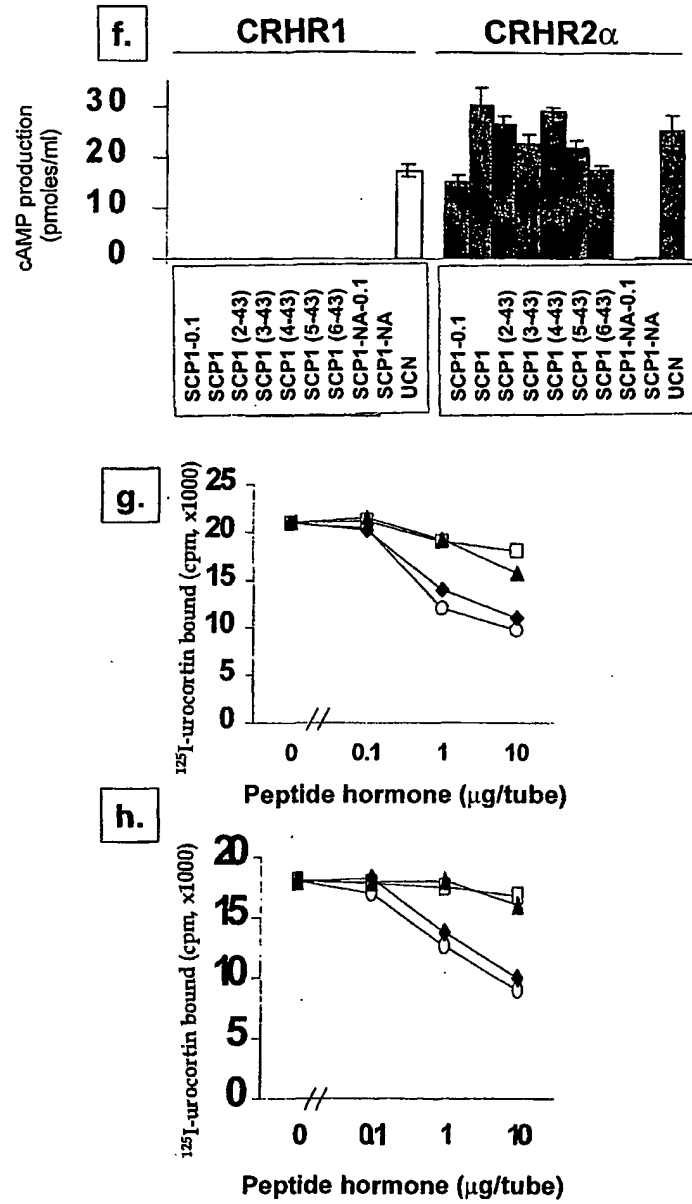 f.
CRHR1
CRHR2α
cAMP production
(pmoles/ml)
30
20
10
0
SCP1-0.1
SCP1
SCP1 (2-43)
SCP1 (3-43)
SCP1 (4-43)
SCP1 (5-43)
SCP1 (6-43)
SCP1-NA-0.1
SCP1-NA
UCN
SCP1-0.1
SCP1
SCP1 (2-43)
SCP1 (3-43)
SCP1 (4-43)
SCP1 (5-43)
SCP1 (6-43)
SCP1-NA-0.1
SCP1-NA
UCN
g.
¹²⁵I-urocortin bound (cpm, x1000)
25
20
15
10
5
0
0 0.1 1 10
Peptide hormone (µg/tube)
h.
¹²⁵I-urocortin bound (cpm, x1000)
20
15
10
5
0
0 0.1 1 10
Peptide hormone (µg/tube)